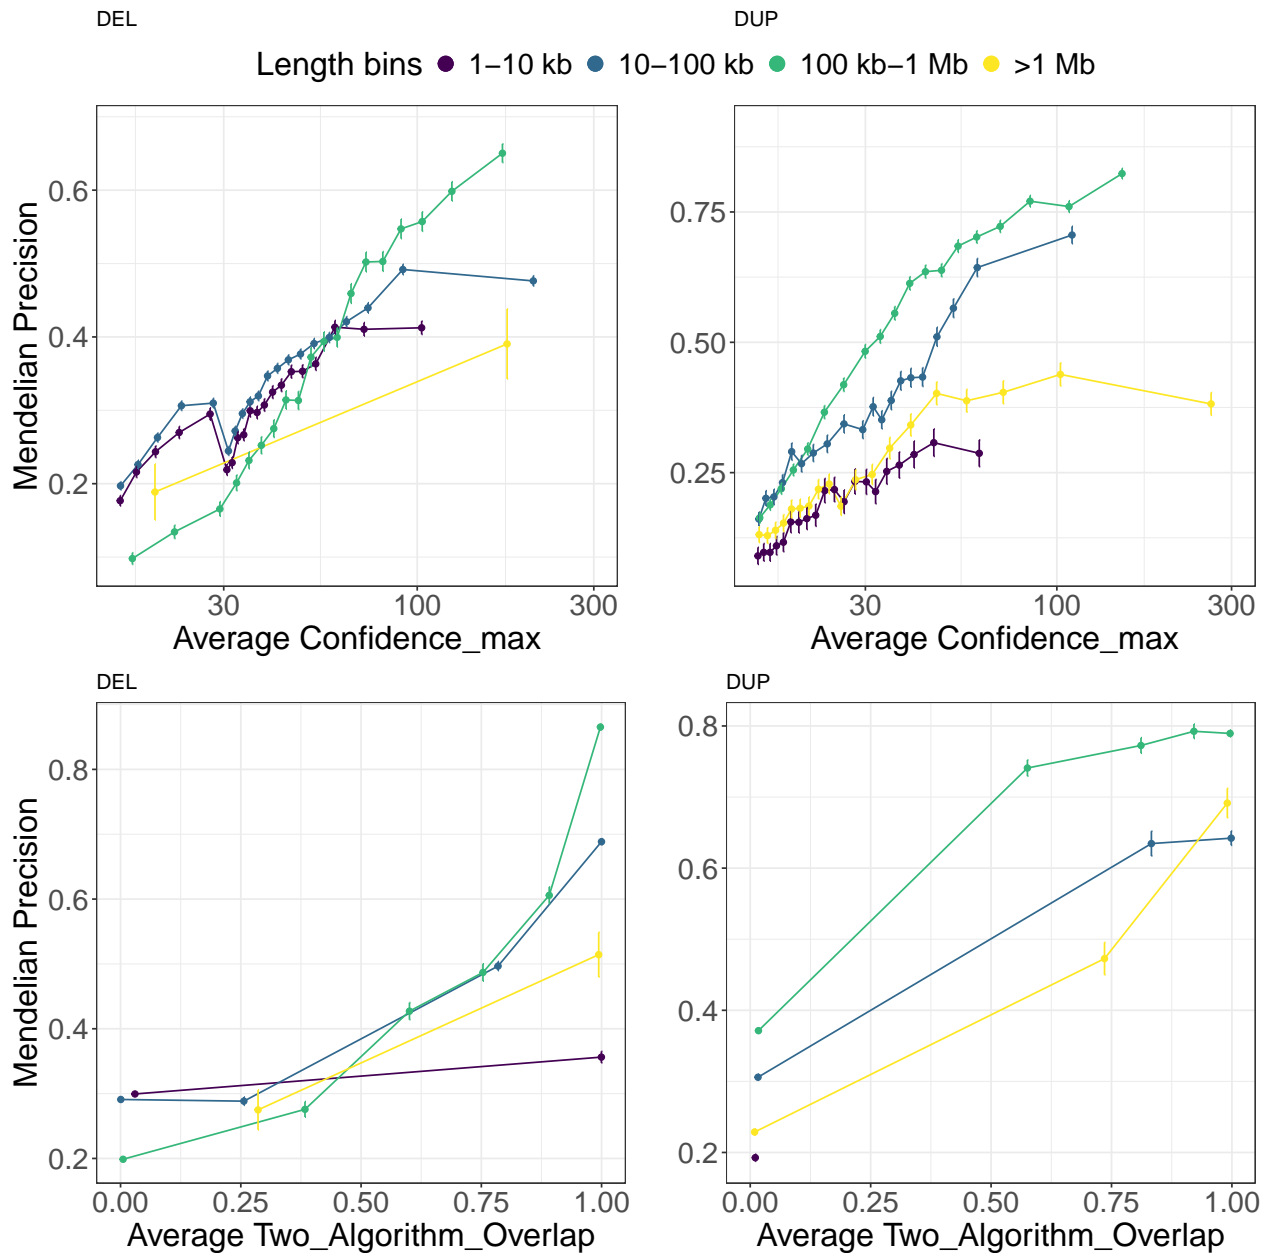 DEL DUP
Length bins 1–10 kb 10–100 kb 100 kb–1 Mb >1 Mb
Mendelian Precision
0.6
0.4
0.2
30 100 300
Average Confidence_max
0.75
0.50
0.25
30 100 300
Average Confidence_max
DEL
Mendelian Precision
0.8
0.6
0.4
0.2
0.00 0.25 0.50 0.75 1.00
Average Two_Algorithm_Overlap
DUP
0.8
0.6
0.4
0.2
0.00 0.25 0.50 0.75 1.00
Average Two_Algorithm_Overlap